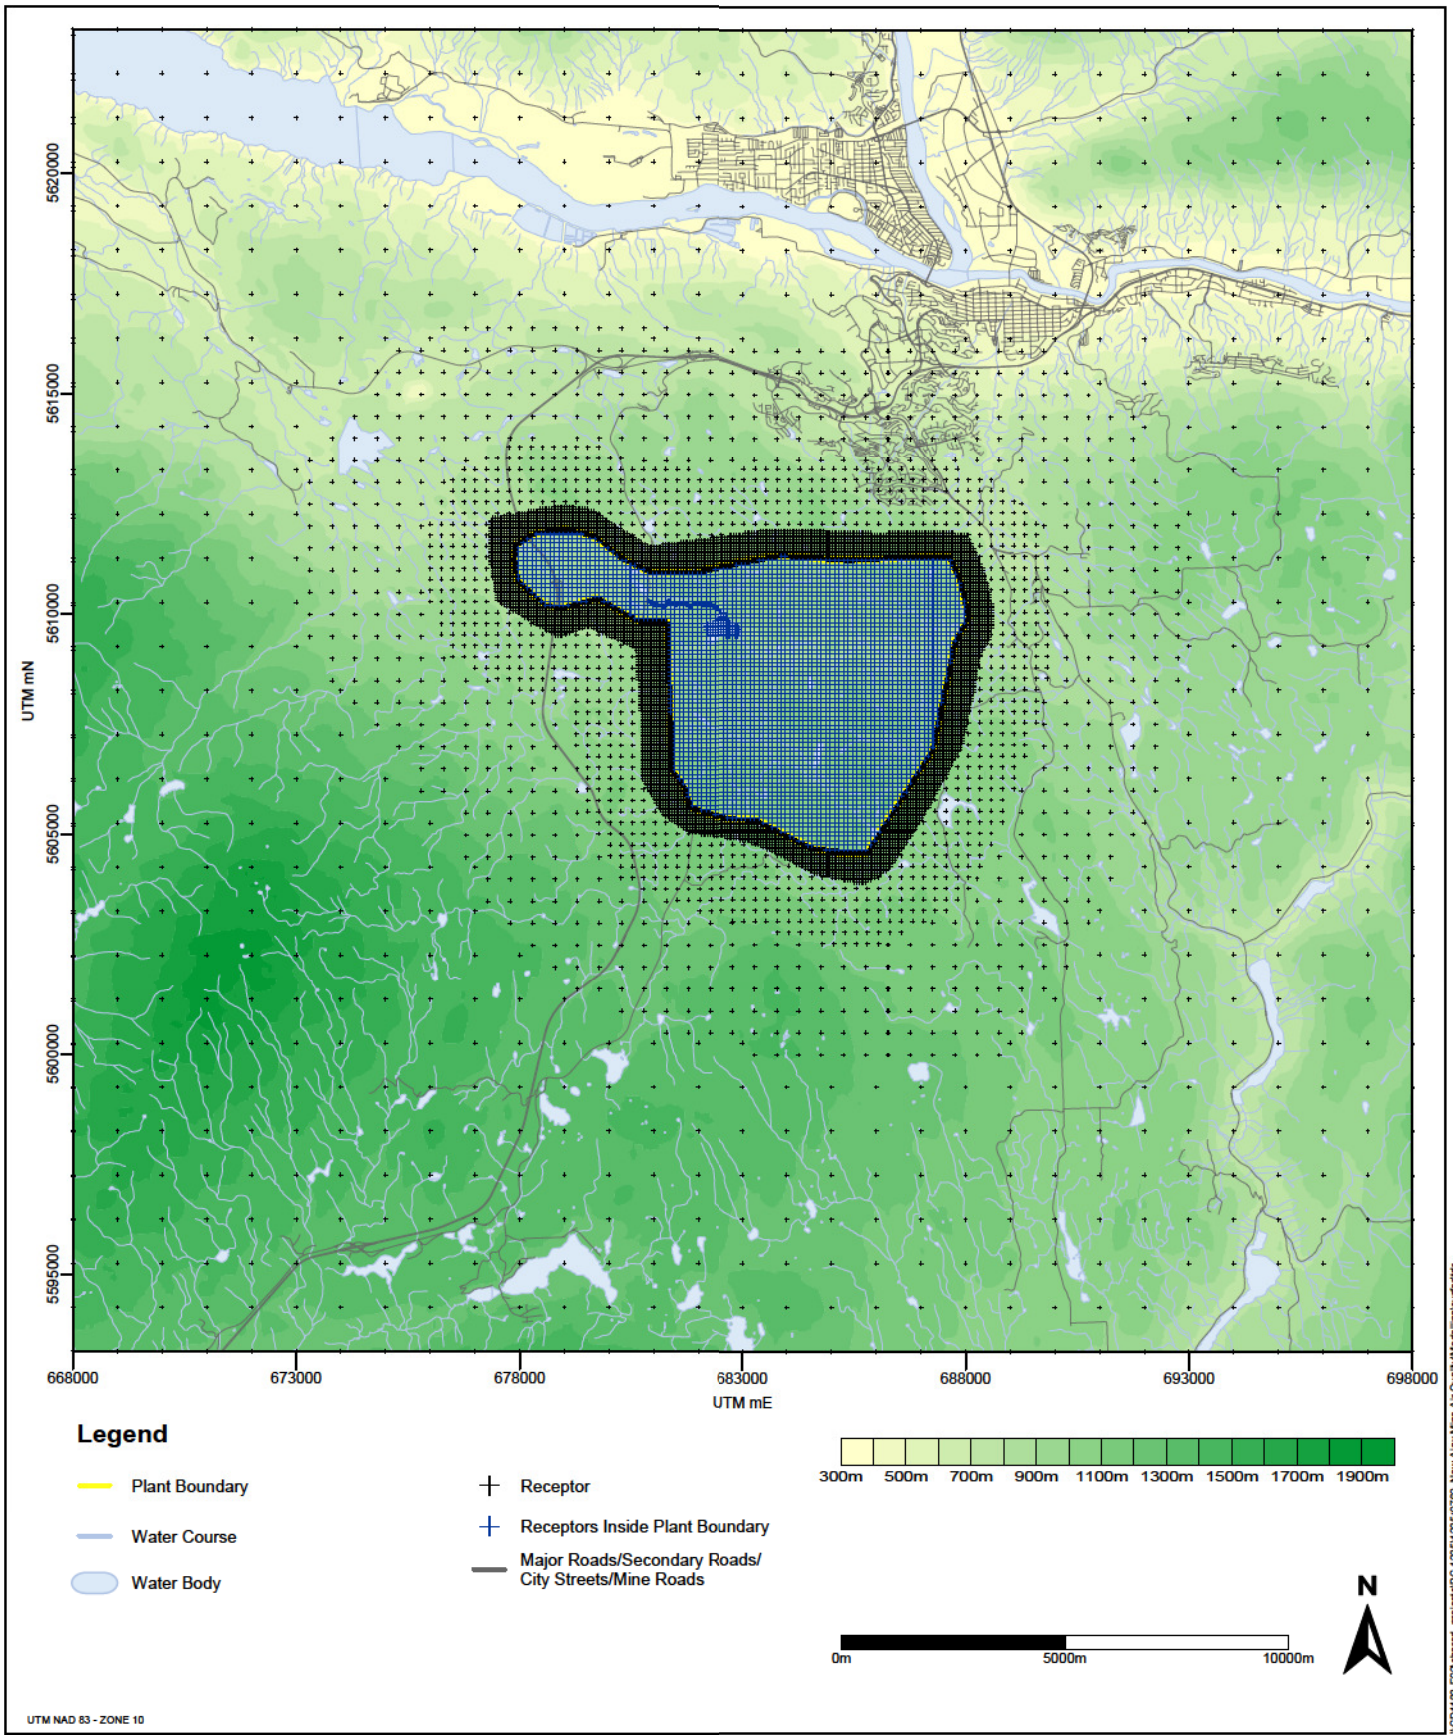 5620000
5615000
5610000
5605000
5600000
5595000
UTM mN
668000 673000 678000 683000 688000 693000 698000
UTM mE
Legend
Plant Boundary
Water Course
Water Body
Receptor
Receptors Inside Plant Boundary
Major Roads/Secondary Roads/
City Streets/Mine Roads
300m 500m 700m 900m 1100m 1300m 1500m 1700m 1900m
N
0m 5000m 10000m
UTM NAD 83 - ZONE 10